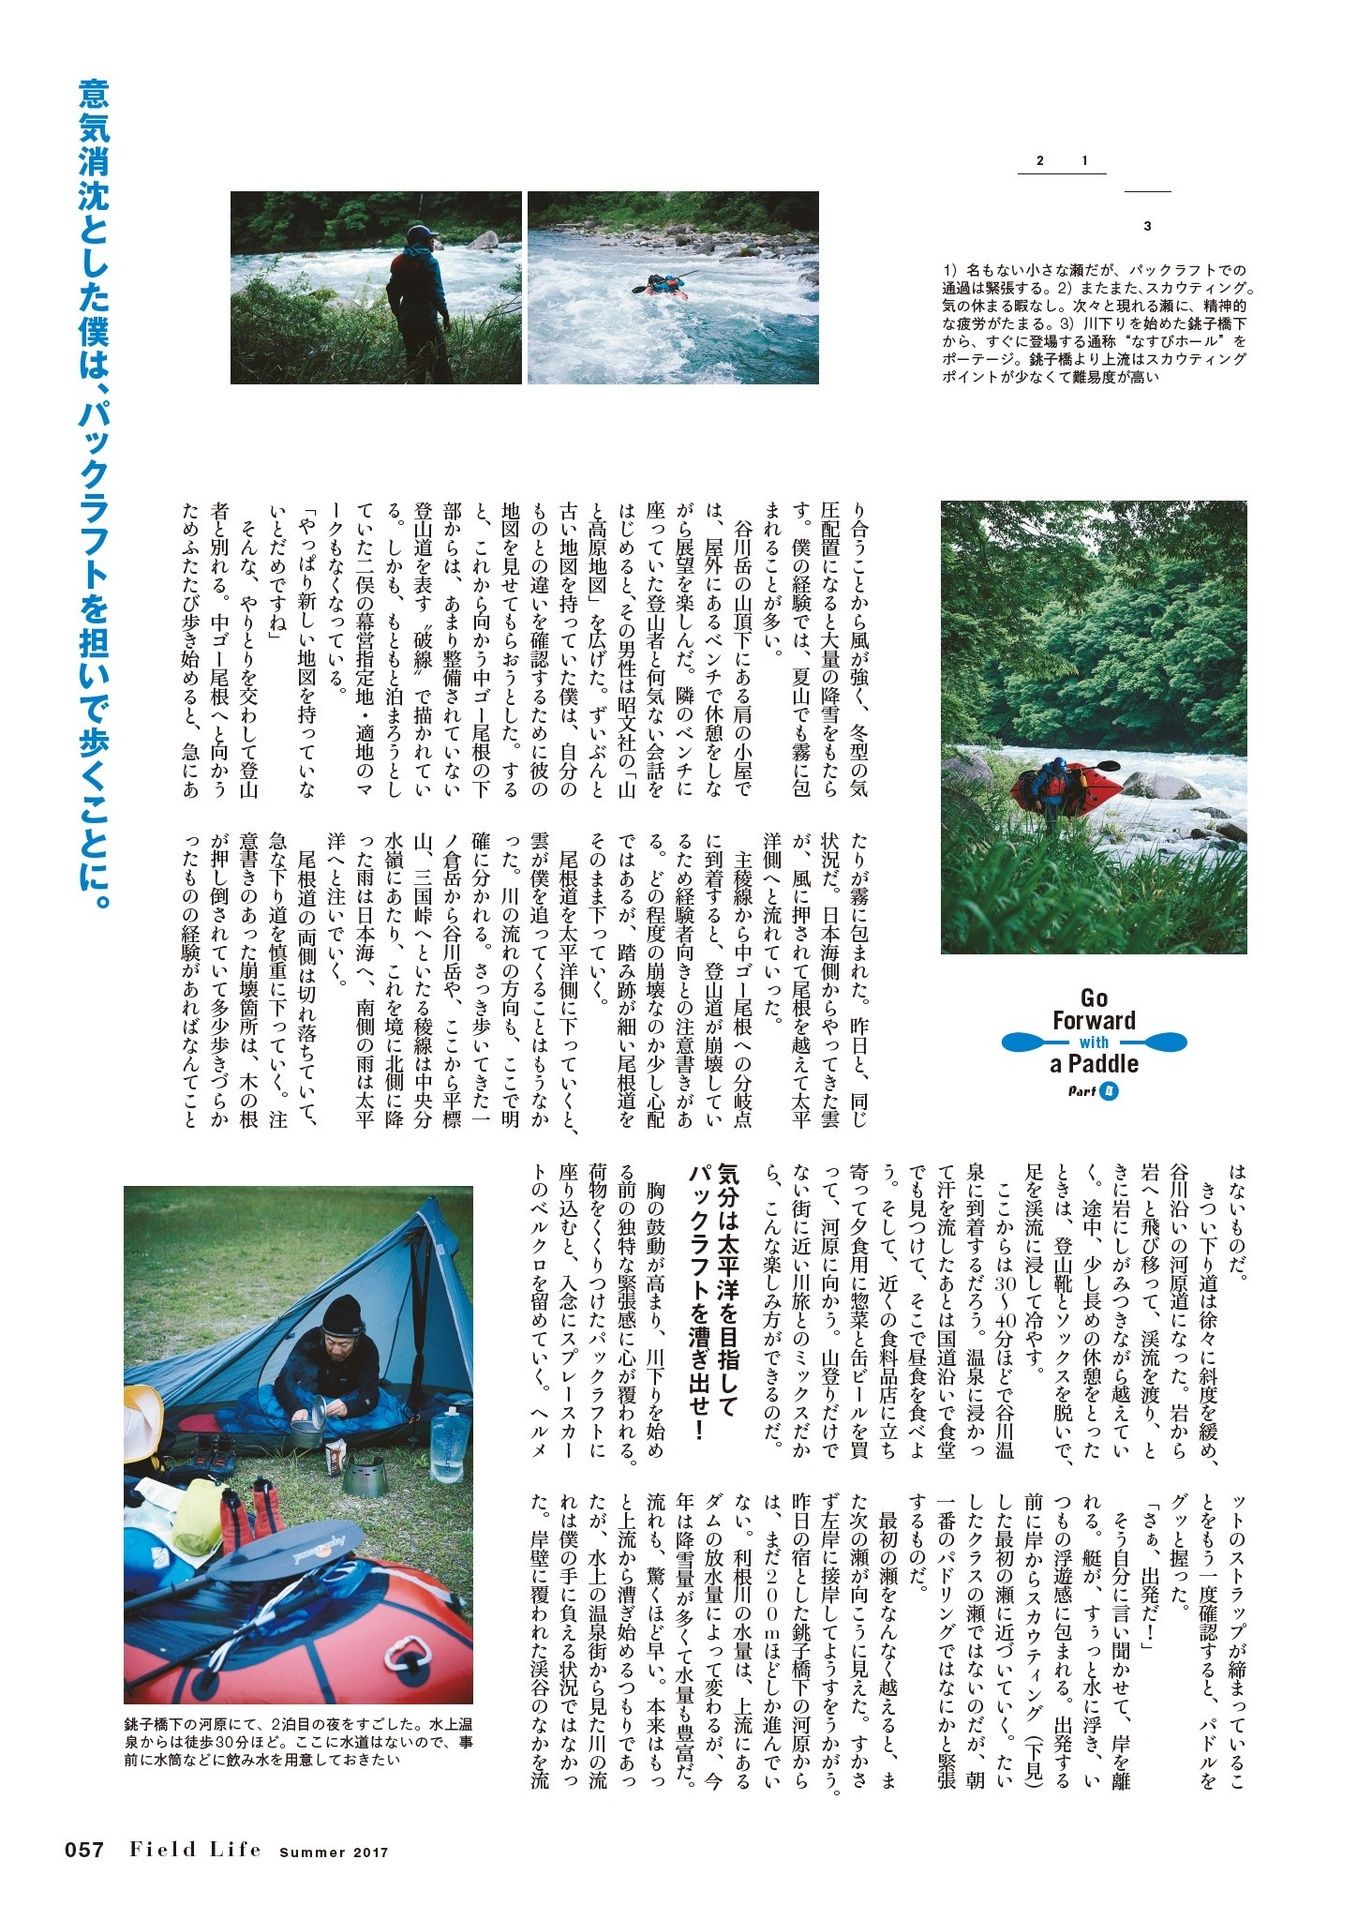 意気消沈とした僕は、パックラフトを担いで歩くことに。
2 1
3
1）名もない小さな瀬だが、パックラフトでの
通過は緊張する。2）またまた、スカウティング。
気の休まる暇なし。次々と現れる瀬に、精神的
な疲労がたまる。3）川下りを始めた銚子橋下
から、すぐに登場する通称“なすびホール”を
ポーテージ。銚子橋より上流はスカウティング
ポイントが少なくて難易度が高い
り合うことから風が強く、冬型の気
圧配置になると大量の降雪をもたら
す。僕の経験では、夏山でも霧に包
まれることが多い。
谷川岳の山頂下にある肩の小屋で
は、屋外にあるベンチで休憩をしな
がら展望を楽しんだ。隣のベンチに
座っていた登山者と何気ない会話を
はじめると、その男性は昭文社の「山
と高原地図」を広げた。ずいぶんと
古い地図を持っていた僕は、自分の
ものとの違いを確認するために彼の
地図を見せてもらおうとした。する
と、これから向かう中ゴー尾根の下
部からは、あまり整備されていない
登山道を表す〝破線〟で描かれてい
る。しかも、もともと泊まろうとし
ていた二俣の幕営指定地・適地のマ
ークもなくなっている。
「やっぱり新しい地図を持っていな
いとだめですね」
そんな、やりとりを交わして登山
者と別れる。中ゴー尾根へと向かう
ためふたたび歩き始めると、急にあ
たりが霧に包まれた。昨日と、同じ
状況だ。日本海側からやってきた雲
が、風に押されて尾根を越えて太平
洋側へと流れていった。
主稜線から中ゴー尾根への分岐点
に到着すると、登山道が崩壊してい
るため経験者向きとの注意書きがあ
る。どの程度の崩壊なのか少し心配
ではあるが、踏み跡が細い尾根道を
そのまま下っていく。
尾根道を太平洋側に下っていくと、
雲が僕を追ってくることはもうなか
った。川の流れの方向も、ここで明
確に分かれる。さっき歩いてきた一
ノ倉岳から谷川岳や、ここから平標
山、三国峠へといたる稜線は中央分
水嶺にあたり、これを境に北側に降
った雨は日本海へ、南側の雨は太平
洋へと注いでいく。
尾根道の両側は切れ落ちていて、
急な下り道を慎重に下っていく。注
意書きのあった崩壊箇所は、木の根
が押し倒されていて多少歩きづらか
ったものの経験があればなんてこと
Go
Forward
with
a Paddle
Part 4
はないものだ。
きつい下り道は徐々に斜度を緩め、
谷川沿いの河原道になった。岩から
岩へと飛び移って、渓流を渡り、と
きに岩にしがみつきながら越えてい
く。途中、少し長めの休憩をとった
ときは、登山靴とソックスを脱いで、
足を渓流に浸して冷やす。
ここからは30〜40分ほどで谷川温
泉に到着するだろう。温泉に浸かっ
て汗を流したあとは国道沿いで食堂
でも見つけて、そこで昼食を食べよ
う。そして、近くの食料品店に立ち
寄って夕食用に惣菜と缶ビールを買
って、河原に向かう。山登りだけで
ない街に近い川旅とのミックスだか
ら、こんな楽しみ方ができるのだ。
気分は太平洋を目指して
パックラフトを漕ぎ出せ！
胸の鼓動が高まり、川下りを始め
る前の独特な緊張感に心が覆われる。
荷物をくくりつけたパックラフトに
座り込むと、入念にスプレースカー
トのベルクロを留めていく。ヘルメ
ットのストラップが締まっているこ
とをもう一度確認すると、パドルを
グッと握った。
「さぁ、出発だ！」
そう自分に言い聞かせて、岸を離
れる。艇が、すぅっと水に浮き、い
つもの浮遊感に包まれる。出発する
前に岸からスカウティング（下見）
した最初の瀬に近づいていく。たい
したクラスの瀬ではないのだが、朝
一番のパドリングではなにかと緊張
するものだ。
最初の瀬をなんなく越えると、ま
た次の瀬が向こうに見えた。すかさ
ず左岸に接岸してようすをうかがう。
昨日の宿とした銚子橋下の河原から
は、まだ200mほどしか進んでい
ない。利根川の水量は、上流にある
ダムの放水量によって変わるが、今
年は降雪量が多くて水量も豊富だ。
流れも、驚くほど早い。本来はもっ
と上流から漕ぎ始めるつもりであっ
たが、水上の温泉街から見た川の流
れは僕の手に負える状況ではなかっ
た。岸壁に覆われた渓谷のなかを流
銚子橋下の河原にて、2泊目の夜をすごした。水上温
泉からは徒歩30分ほど。ここに水道はないので、事
前に水筒などに飲み水を用意しておきたい
057 Field Life Summer 2017